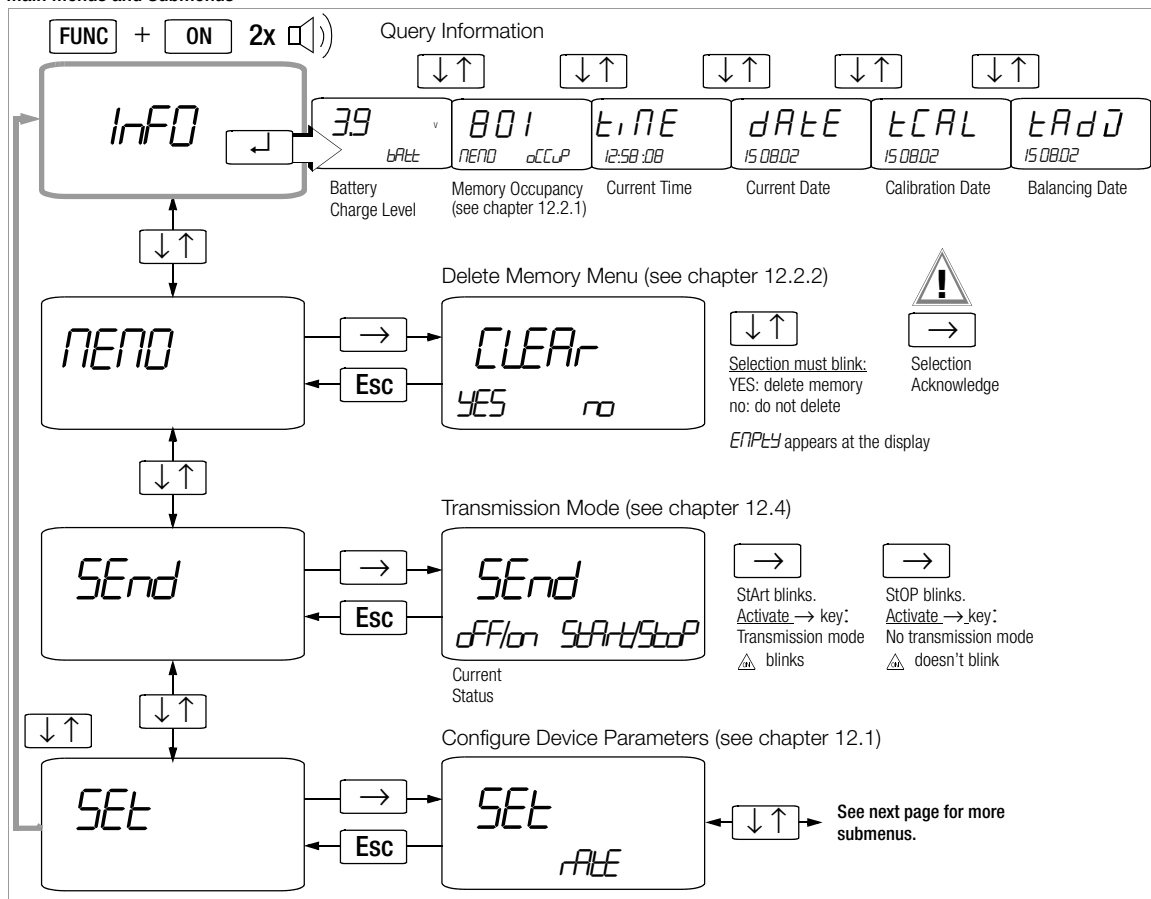 Main Menus and Submenus
FUNC + ON 2x Query Information
↓↑ ↓↑ ↓↑ ↓↑ ↓↑
InFO ↵
3.9 V
bAtt
Battery
Charge Level
801
MEMO oCCuP
Memory Occupancy
(see chapter 12.2.1)
tiME
12:58:08
Current Time
dAtE
15.08.02
Current Date
tCAL
15.08.02
Calibration Date
tAdJ
15.08.02
Balancing Date
↓↑
Delete Memory Menu (see chapter 12.2.2)
MEMO
→
Esc
CLEAr
YES no
↓↑
Selection must blink:
YES: delete memory
no: do not delete
EMPtY appears at the display
!
→
Selection
Acknowledge
↓↑
Transmission Mode (see chapter 12.4)
SEnd
→
Esc
SEnd
oFF/on StArt/StoP
Current
Status
→
StArt blinks.
Activate → key:
Transmission mode
ON blinks
→
StOP blinks.
Activate → key:
No transmission mode
ON doesn't blink
↓↑
↓↑
Configure Device Parameters (see chapter 12.1)
SEt
→
Esc
SEt
rAtE
↓↑
See next page for more
submenus.